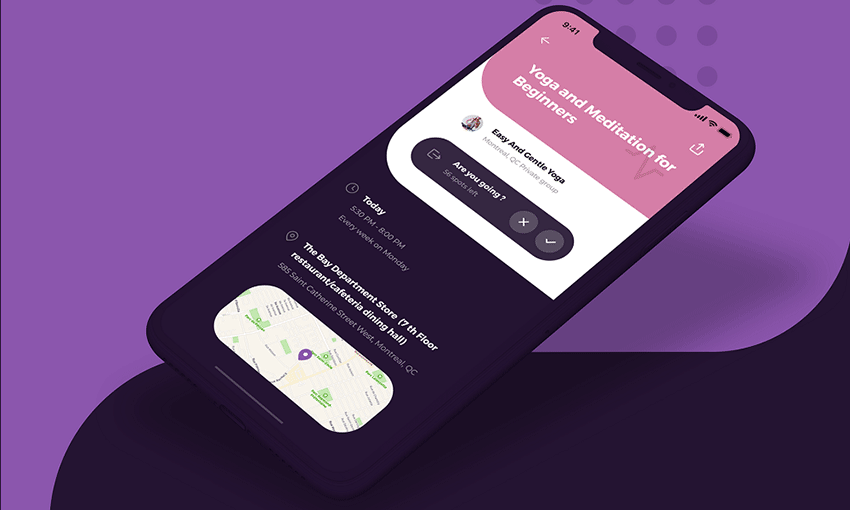 9:41
Yoga and Meditation for
Beginners
Easy And Gentle Yoga
Montreal, QC Private group
Are you going ?
56 spots left
Today
5:30 PM - 8:00 PM
Every week on Monday
The Bay Department Store (7 th Floor
restaurant/cafeteria dining hall)
585 Saint Catherine Street West, Montreal, QC